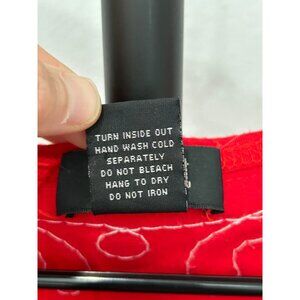 TURN INSIDE OUT
HAND WASH COLD
SEPARATELY
DO NOT BLEACH
HANG TO DRY
DO NOT IRON